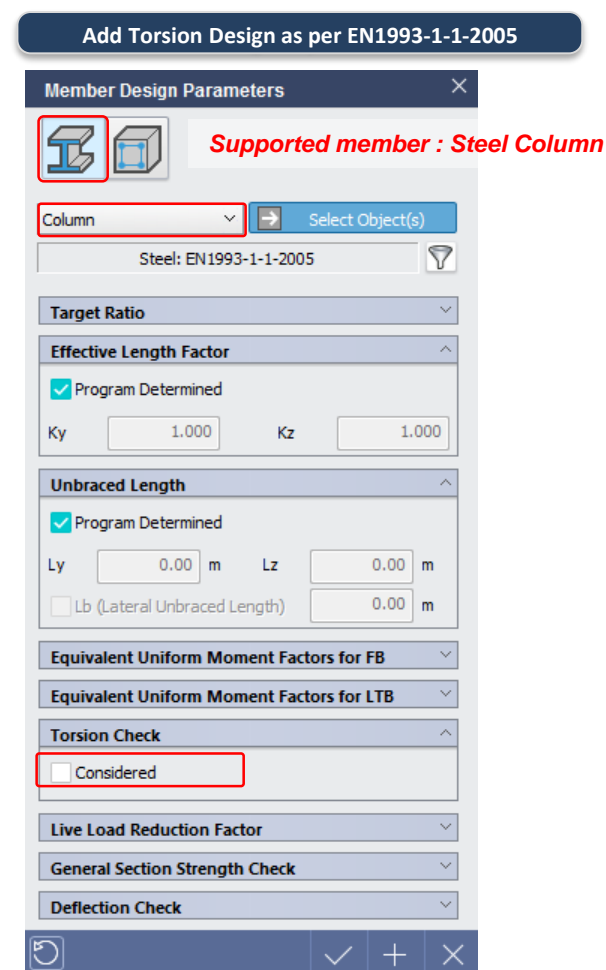 Add Torsion Design as per EN1993-1-1-2005
Member Design Parameters
Supported member : Steel Column
Column Select Object(s)
Steel: EN1993-1-1-2005
Target Ratio
Effective Length Factor
Program Determined
Ky 1.000 Kz 1.000
Unbraced Length
Program Determined
Ly 0.00 m Lz 0.00 m
Lb (Lateral Unbraced Length) 0.00 m
Equivalent Uniform Moment Factors for FB
Equivalent Uniform Moment Factors for LTB
Torsion Check
Considered
Live Load Reduction Factor
General Section Strength Check
Deflection Check